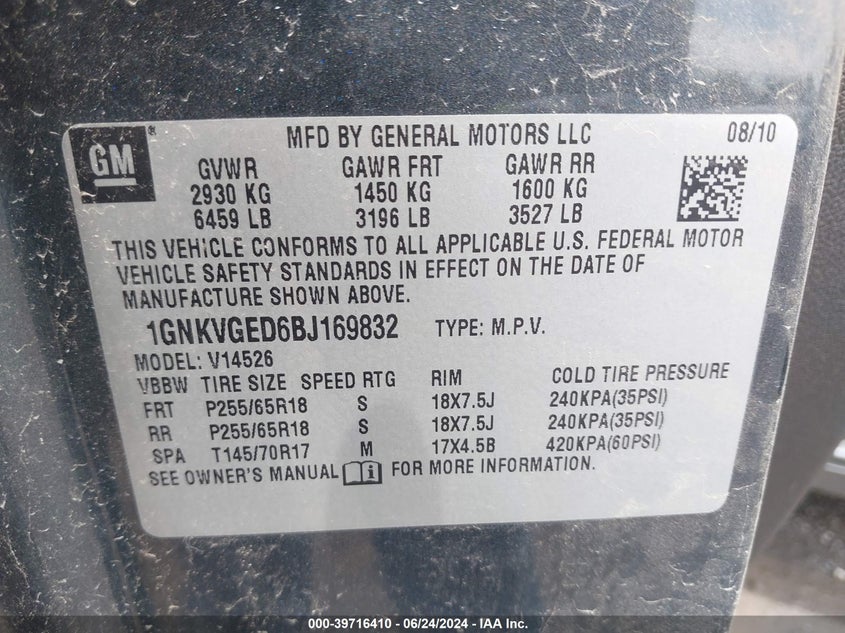 GM
MFD BY GENERAL MOTORS LLC 08/10
GVWR GAWR FRT GAWR RR
2930 KG 1450 KG 1600 KG
6459 LB 3196 LB 3527 LB
THIS VEHICLE CONFORMS TO ALL APPLICABLE U.S. FEDERAL MOTOR
VEHICLE SAFETY STANDARDS IN EFFECT ON THE DATE OF
MANUFACTURE SHOWN ABOVE.
1GNKVGED6BJ169832 TYPE: M.P.V.
MODEL: V14526
VBBW TIRE SIZE SPEED RTG RIM COLD TIRE PRESSURE
FRT P255/65R18 S 18X7.5J 240KPA(35PSI)
RR P255/65R18 S 18X7.5J 240KPA(35PSI)
SPA T145/70R17 M 17X4.5B 420KPA(60PSI)
SEE OWNER'S MANUAL i FOR MORE INFORMATION.
000-39716410 - 06/24/2024 - IAA Inc.